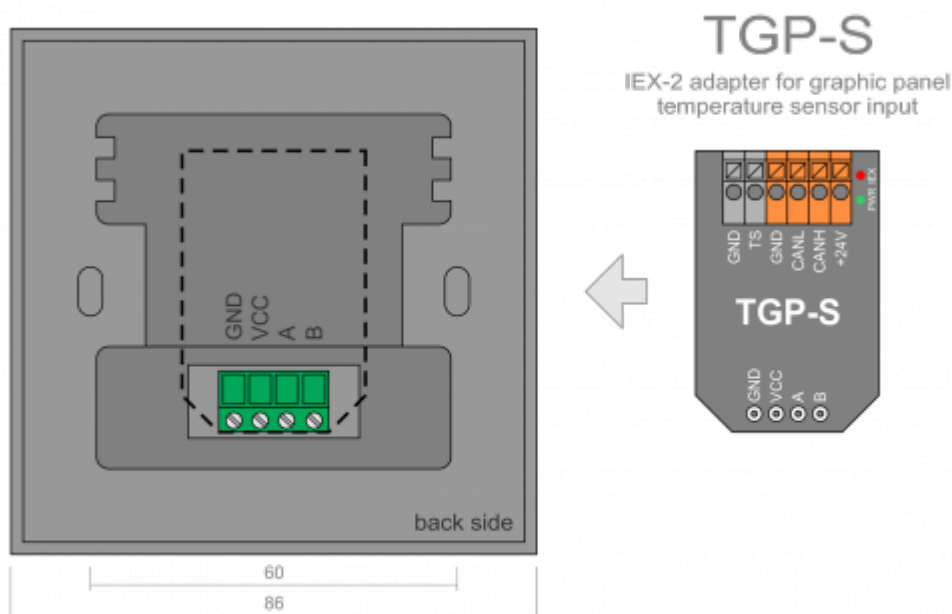 TGP-S
IEX-2 adapter for graphic panel
temperature sensor input
GND
VCC
A
B
back side
60
86
GND
TS
GND
CANL
CANH
+24V
PWR IEX
TGP-S
GND
VCC
A
B